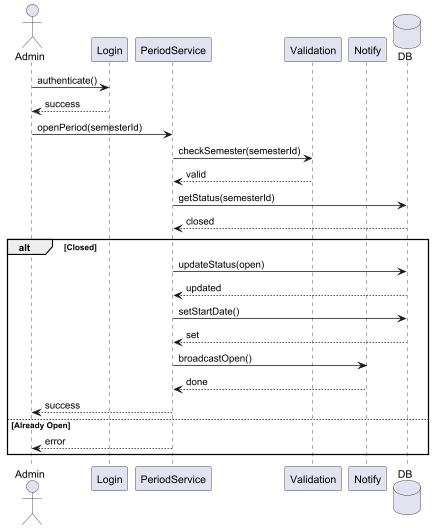 Admin
Login
PeriodService
Validation
Notify
DB
authenticate()
success
openPeriod(semesterId)
checkSemester(semesterId)
valid
getStatus(semesterId)
closed
alt [Closed]
updateStatus(open)
updated
setStartDate()
set
broadcastOpen()
done
success
[Already Open]
error
Admin
Login
PeriodService
Validation
Notify
DB